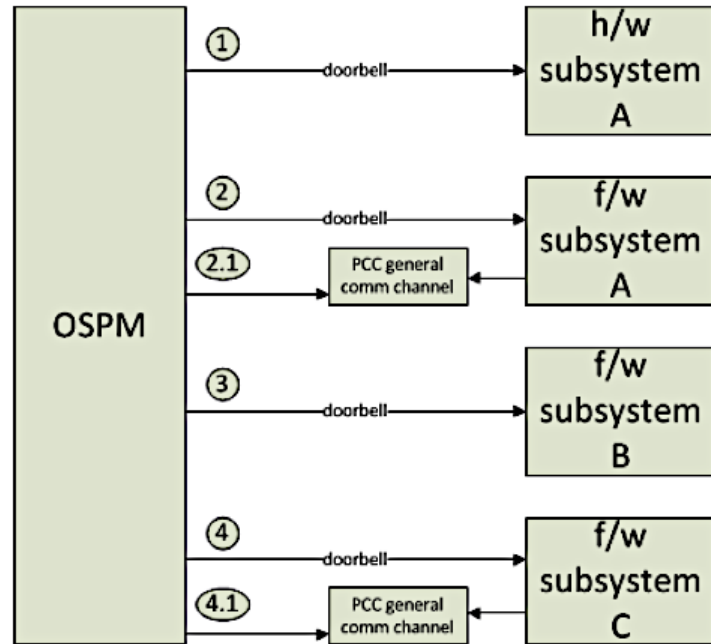 OSPM
1
doorbell
h/w
subsystem
A
2
doorbell
f/w
subsystem
A
2.1
PCC general
comm channel
3
doorbell
f/w
subsystem
B
4
doorbell
f/w
subsystem
C
4.1
PCC general
comm channel